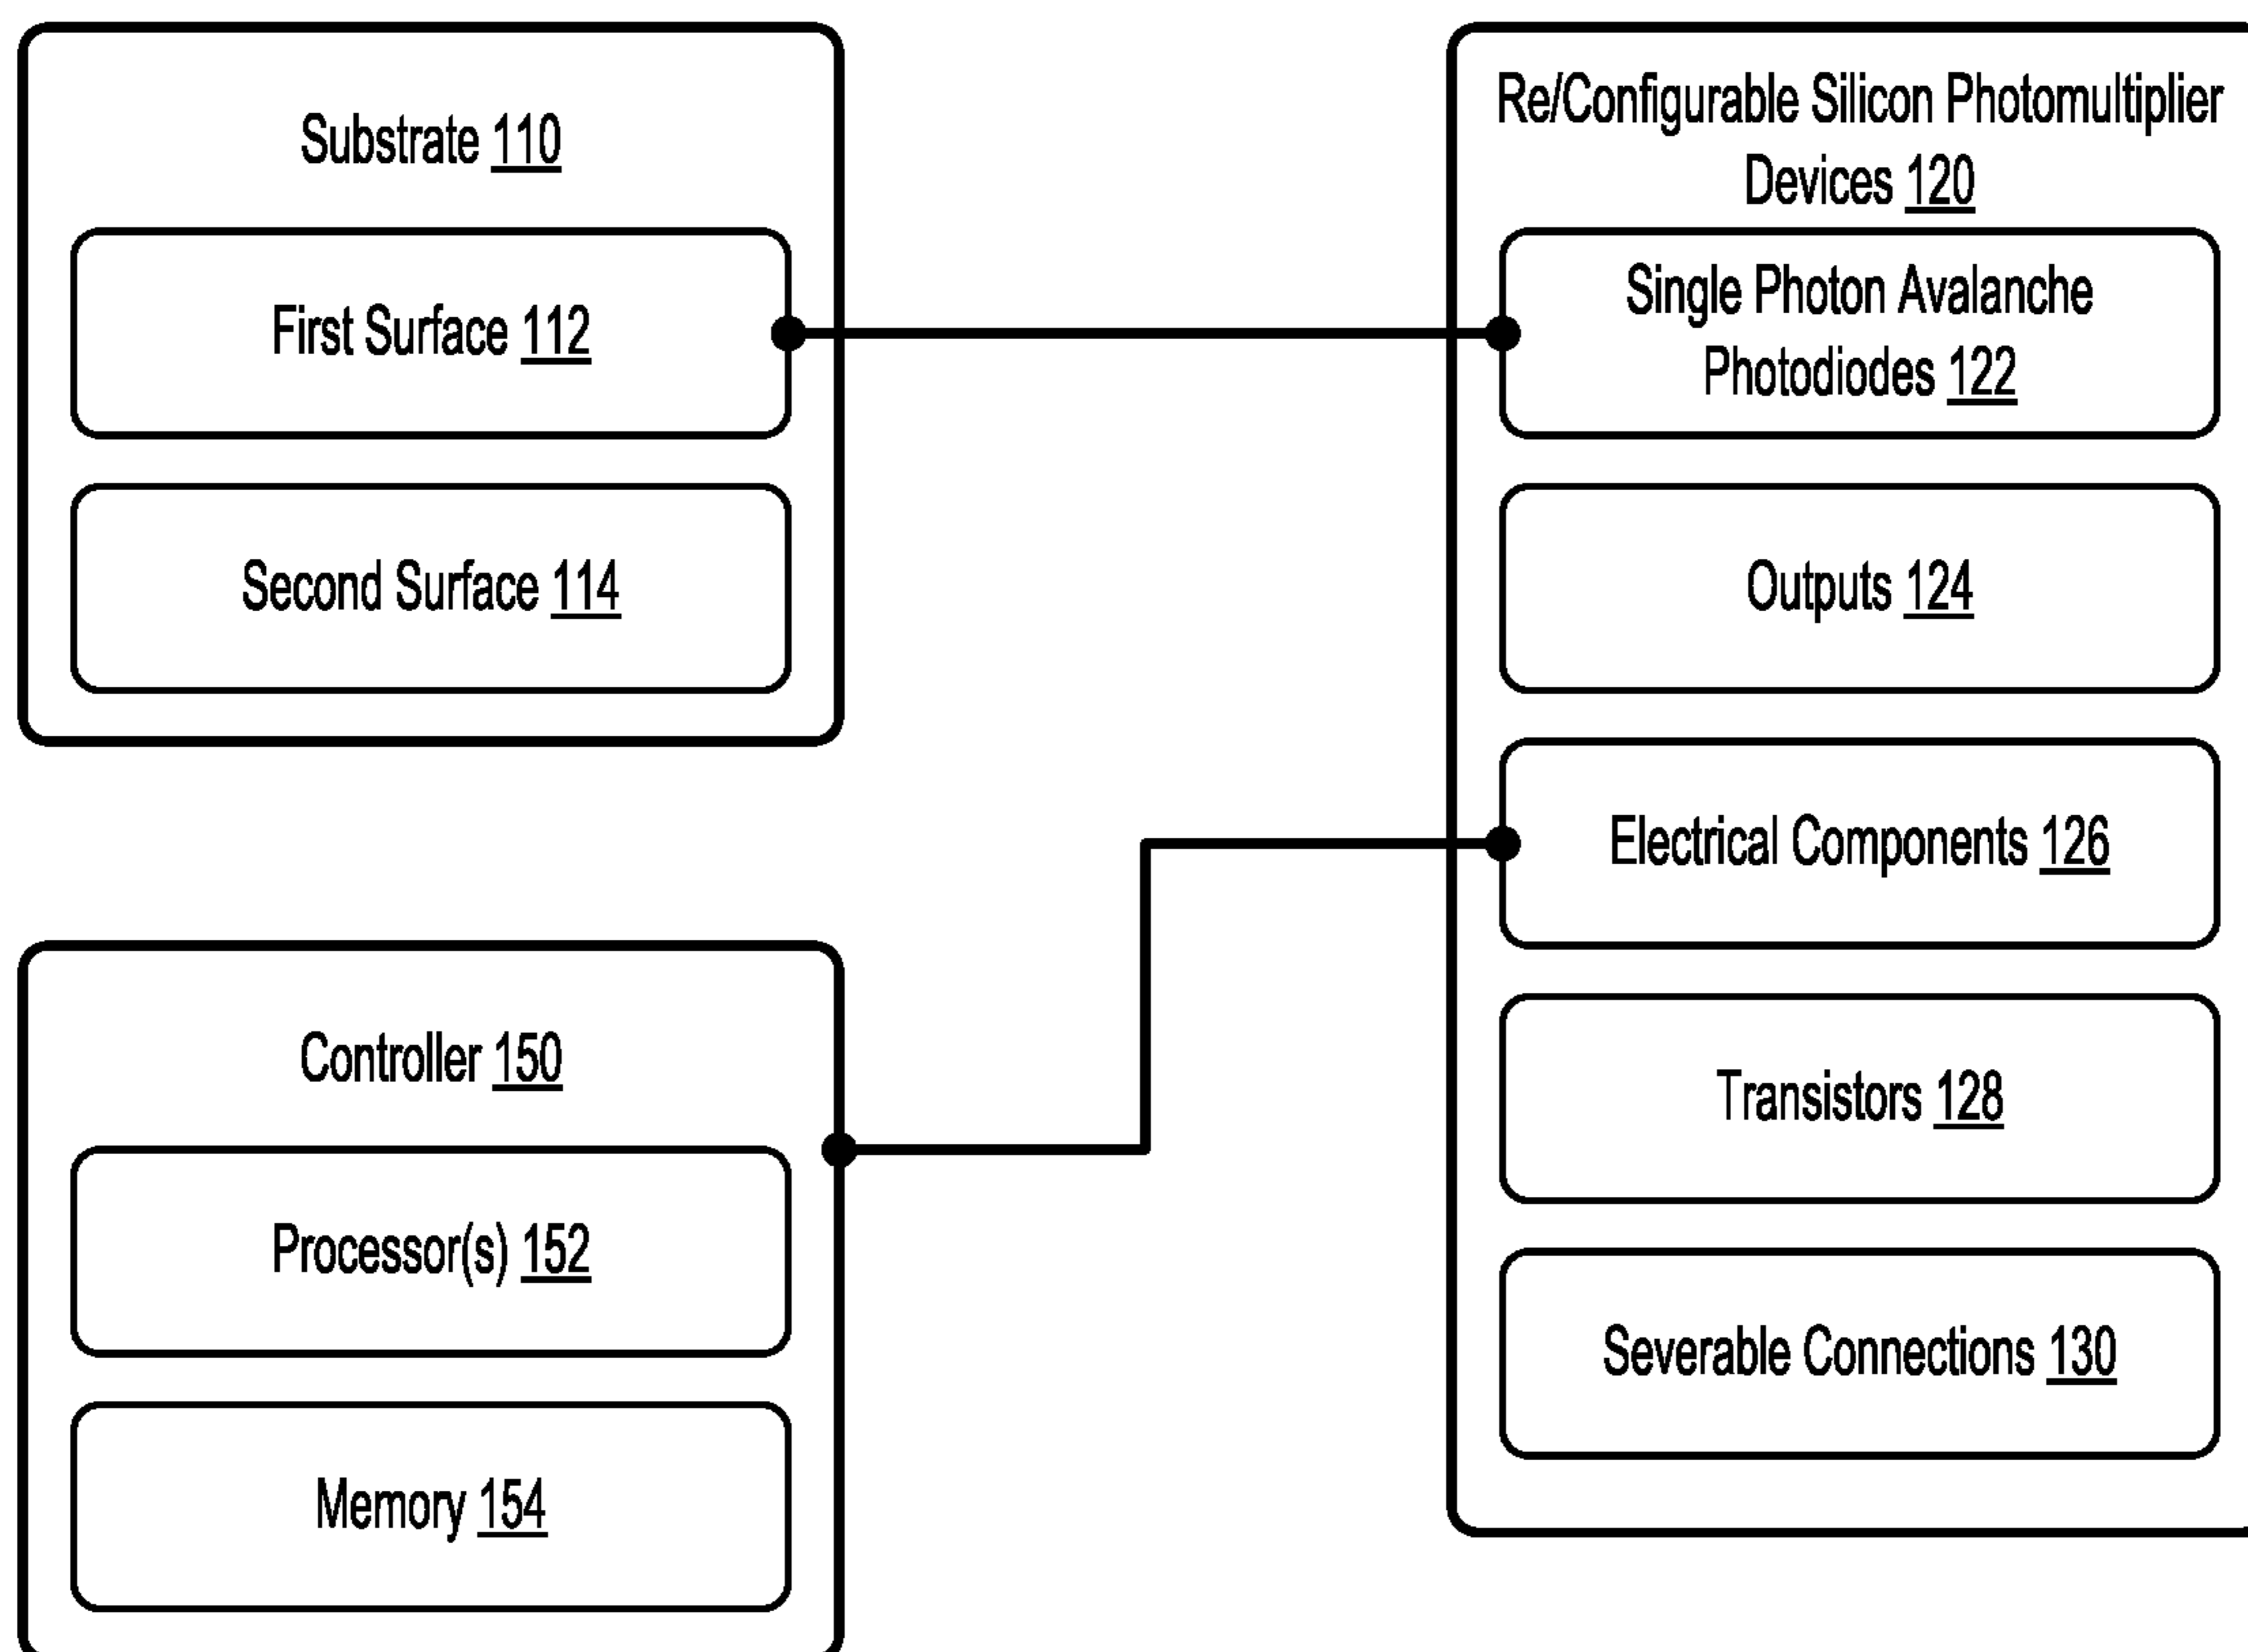 Substrate 110
First Surface 112
Second Surface 114
Controller 150
Processor(s) 152
Memory 154
Re/Configurable Silicon Photomultiplier
Devices 120
Single Photon Avalanche
Photodiodes 122
Outputs 124
Electrical Components 126
Transistors 128
Severable Connections 130